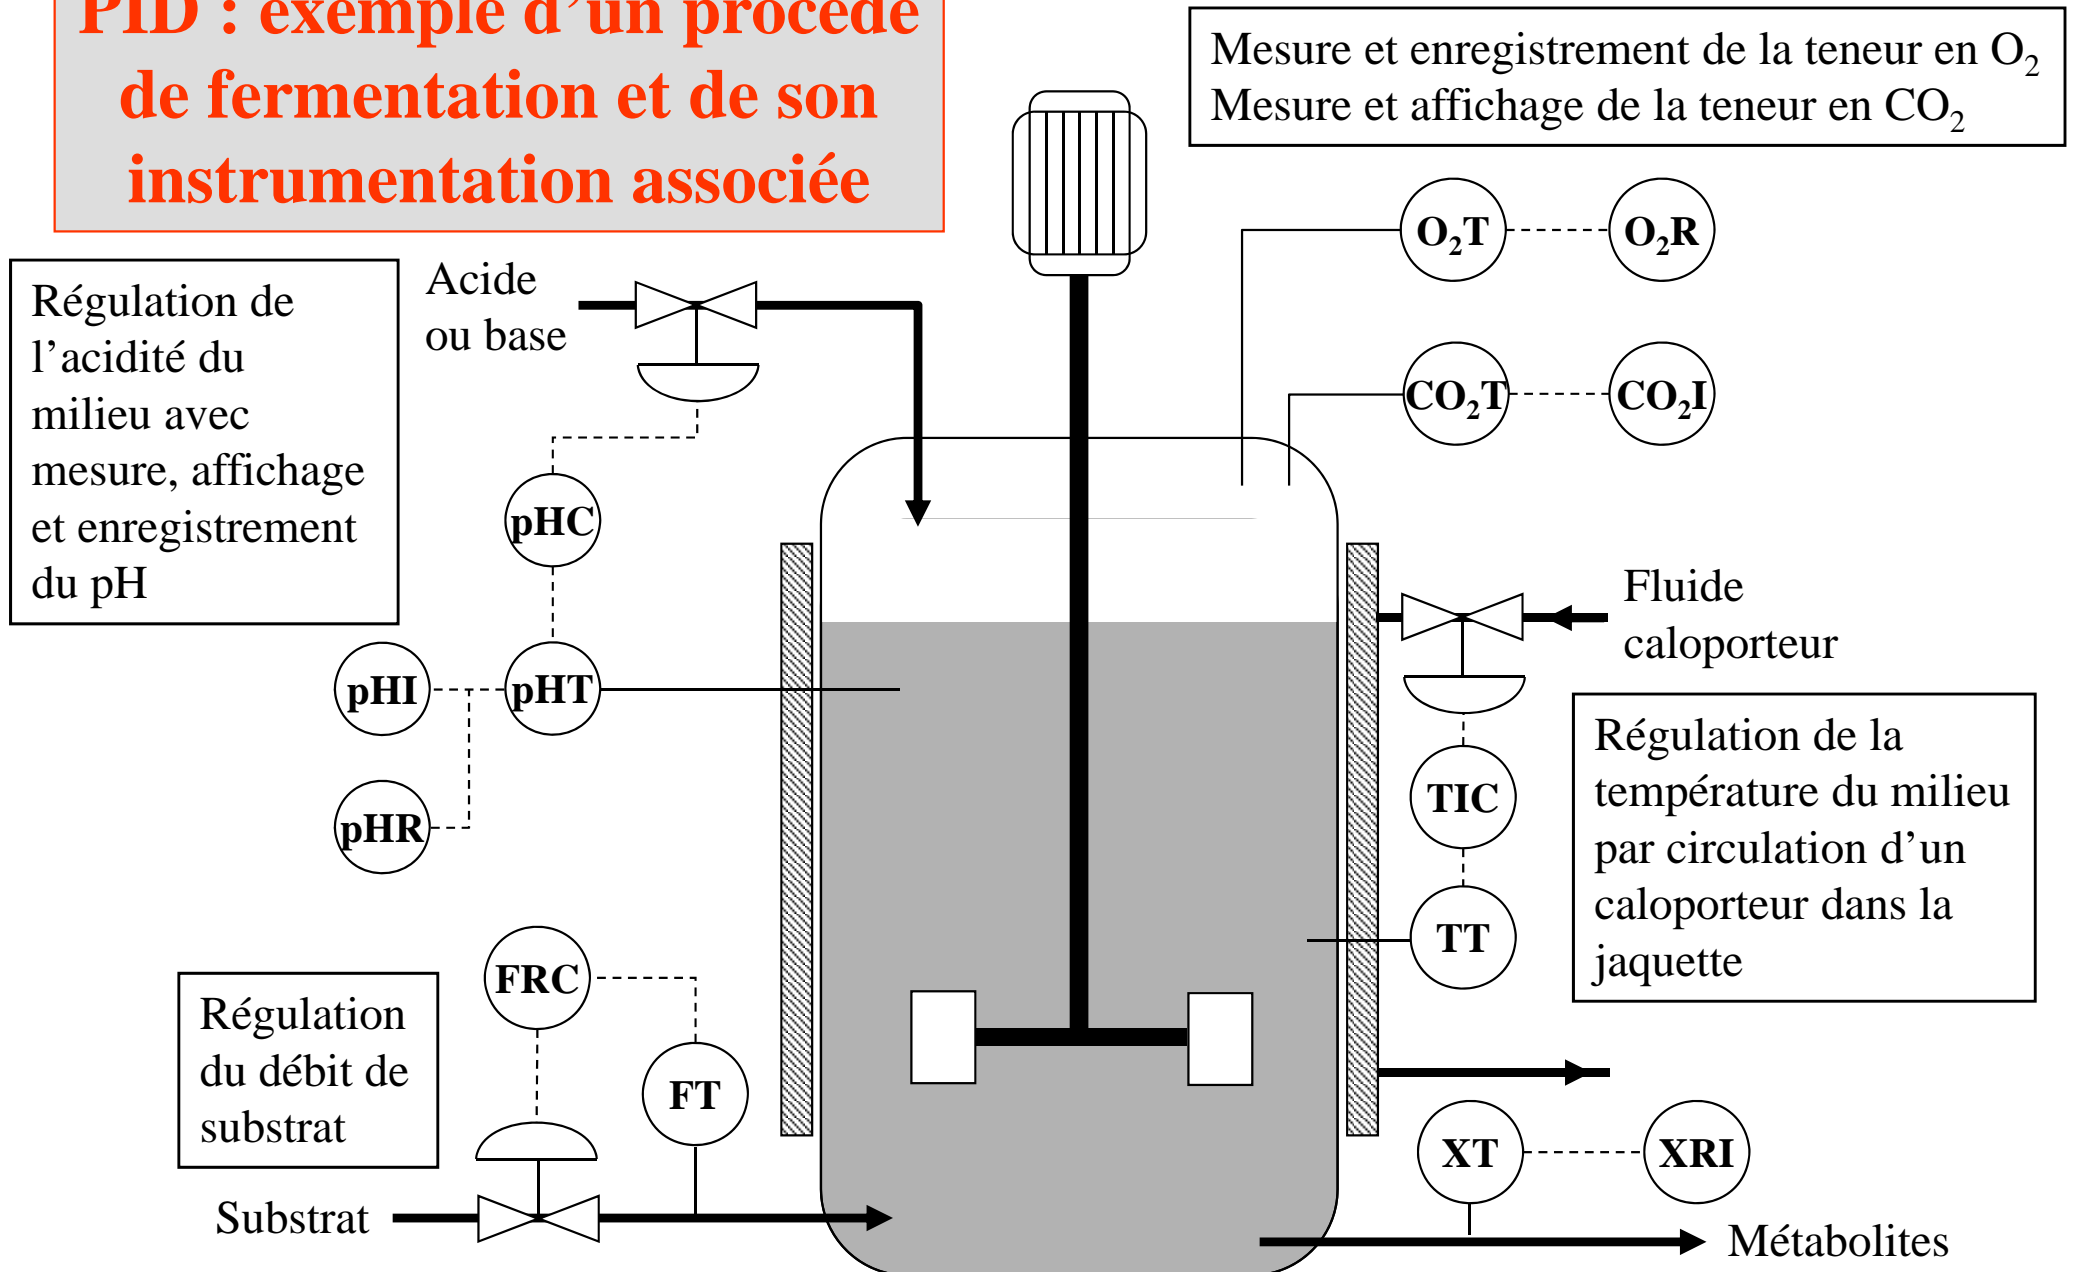 PID : exemple d’un procédé
de fermentation et de son
instrumentation associée
Mesure et enregistrement de la teneur en O₂
Mesure et affichage de la teneur en CO₂
O₂T
O₂R
Régulation de
l’acidité du
milieu avec
mesure, affichage
et enregistrement
du pH
Acide
ou base
CO₂T
CO₂I
pHC
Fluide
caloporteur
pHI
pHT
pHR
TIC
TT
Régulation de la
température du milieu
par circulation d’un
caloporteur dans la
jaquette
FRC
FT
Régulation
du débit de
substrat
XT
XRI
Substrat
Métabolites